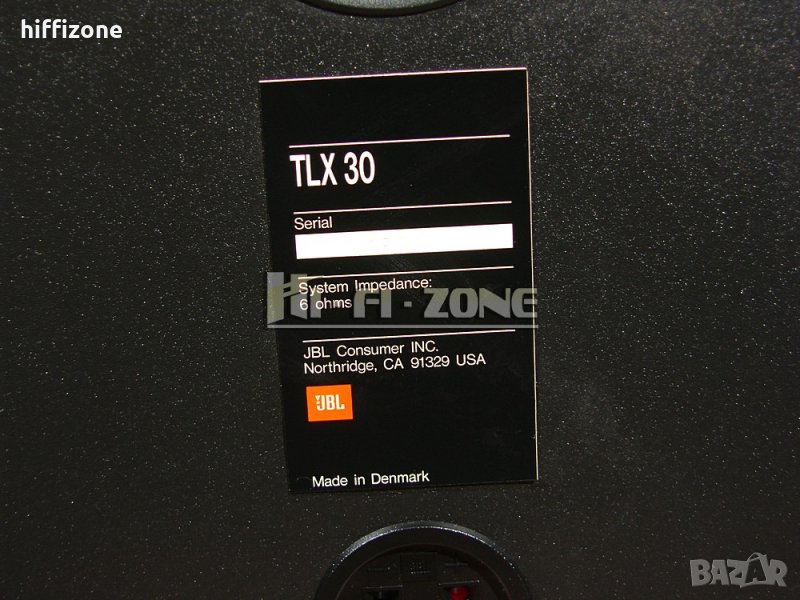 hiffizone
TLX 30
Serial
System Impedance:
6 ohms
HI - FI - ZONE
JBL Consumer INC.
Northridge, CA 91329 USA
JBL
Made in Denmark
BAZAR